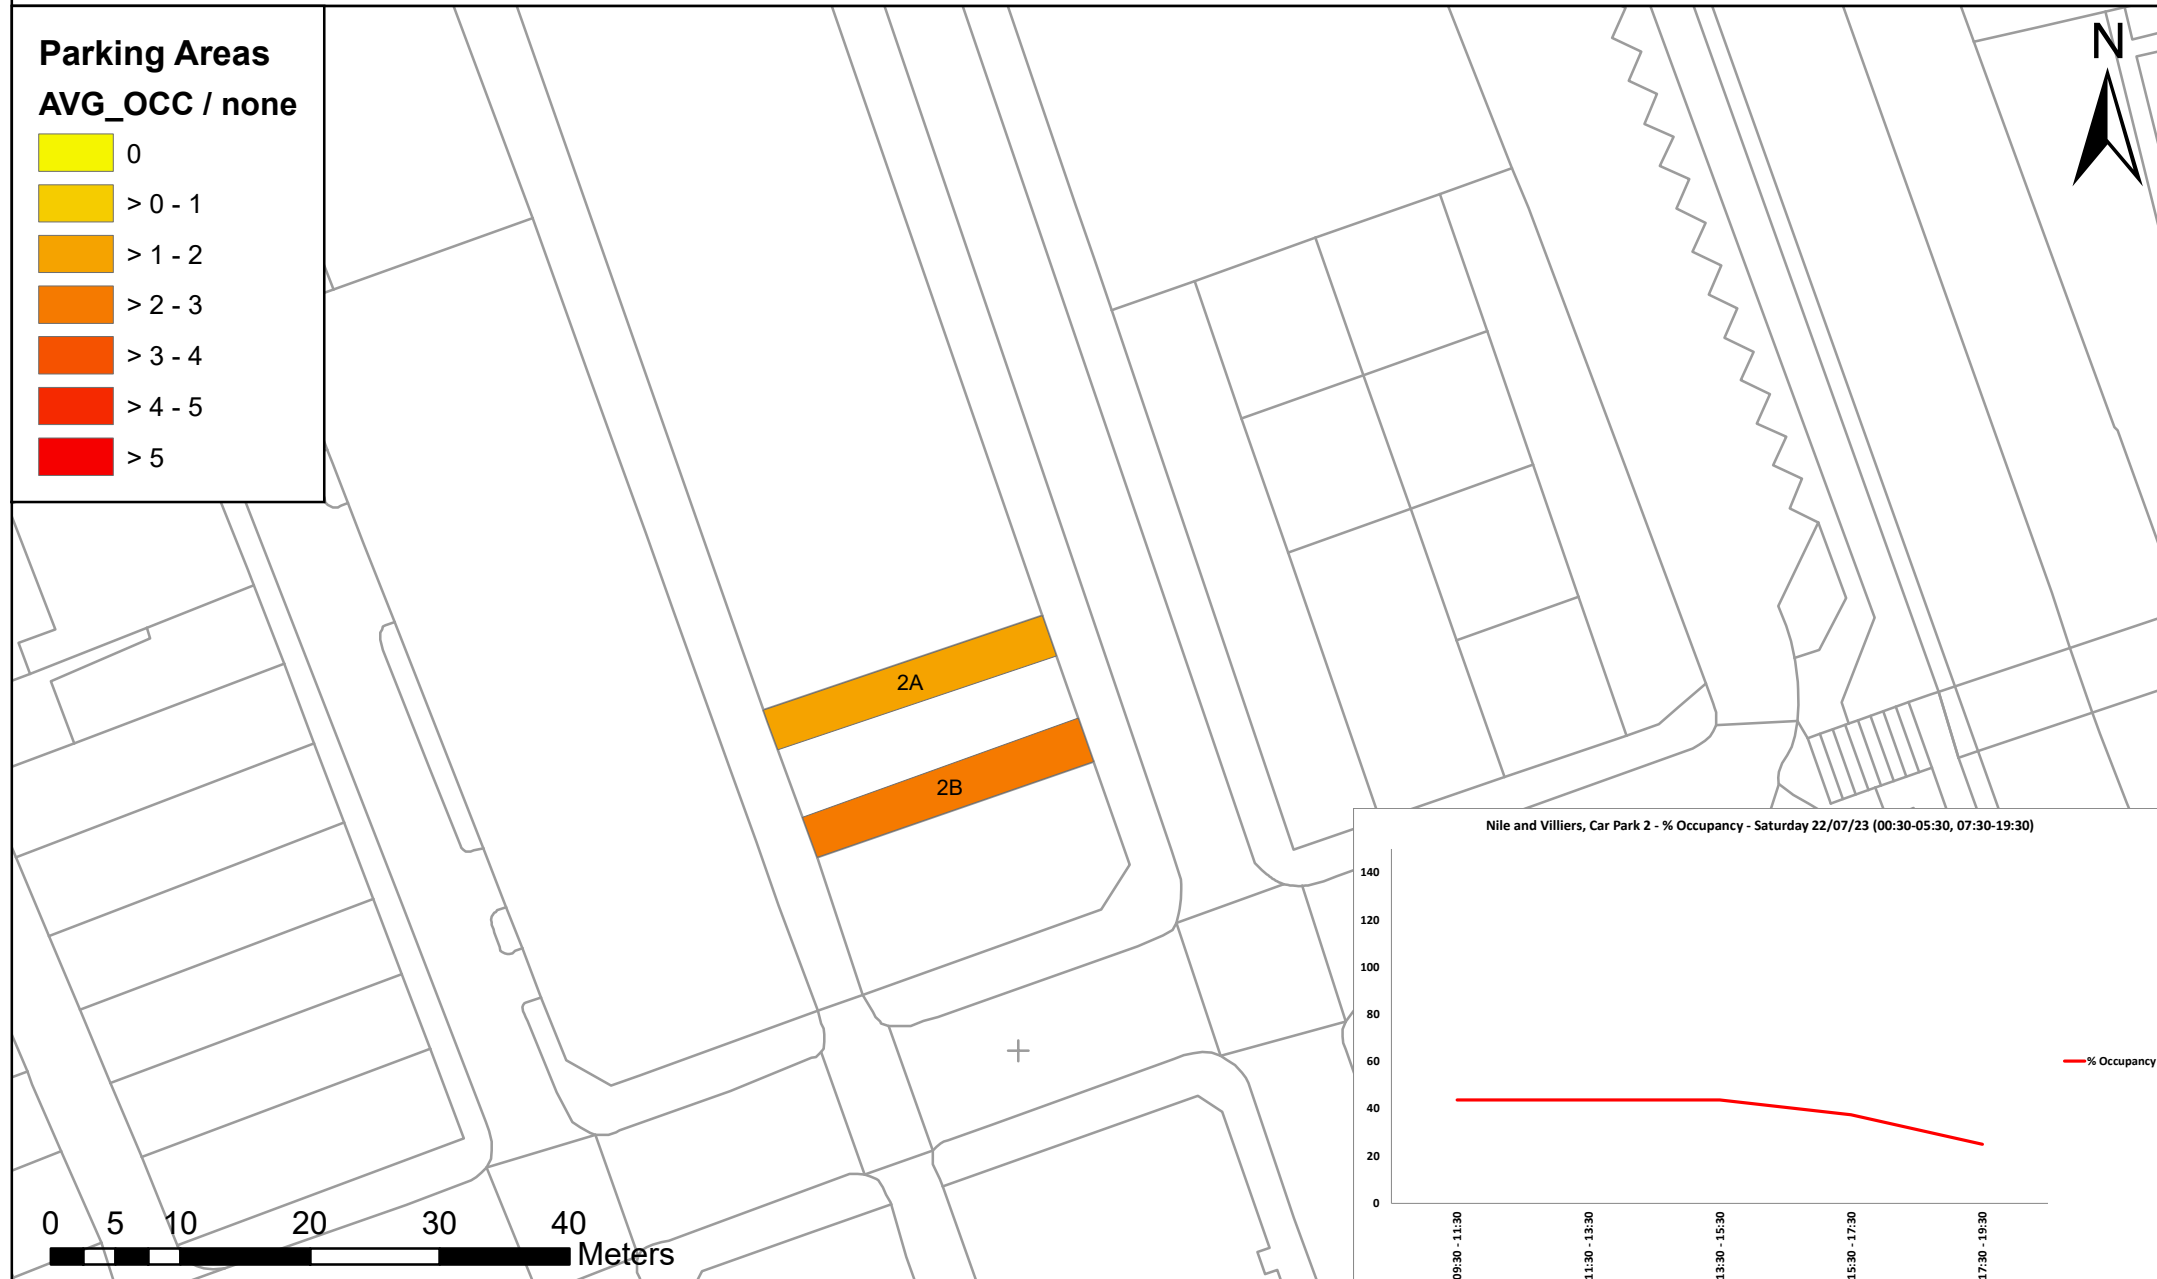 Parking Areas
AVG_OCC / none
0
> 0 - 1
> 1 - 2
> 2 - 3
> 3 - 4
> 4 - 5
> 5
N
2A
2B
Nile and Villiers, Car Park 2 - % Occupancy - Saturday 22/07/23 (00:30-05:30, 07:30-19:30)
140
120
100
80
60
40
20
0
% Occupancy
09:30 - 11:30
11:30 - 13:30
13:30 - 15:30
15:30 - 17:30
17:30 - 19:30
0 5 10 20 30 40
Meters